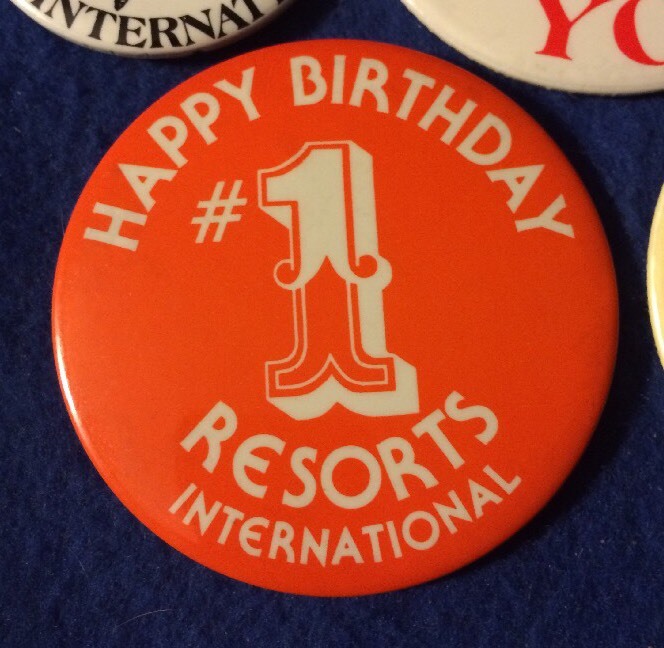 HAPPY BIRTHDAY
#1
RESORTS
INTERNATIONAL